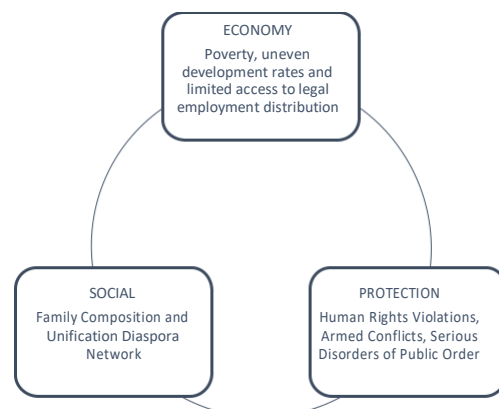 ECONOMY
Poverty, uneven
development rates and
limited access to legal
employment distribution
SOCIAL
Family Composition and
Unification Diaspora
Network
PROTECTION
Human Rights Violations,
Armed Conflicts, Serious
Disorders of Public Order